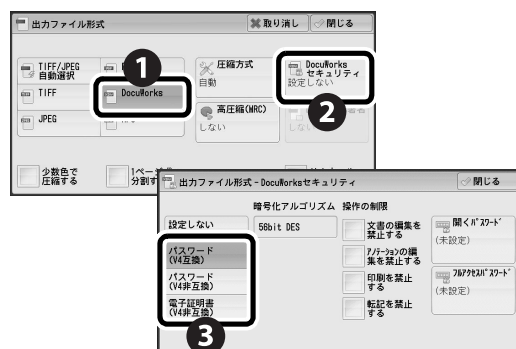 出力ファイル形式
取り消し
閉じる
TIFF/JPEG
自動選択
TIFF
DocuWorks
JPEG
圧縮方式
自動
高圧縮(MRC)
しない
DocuWorks
セキュリティ
設定しない
少数色で
圧縮する
1
2
出力ファイル形式 - DocuWorksセキュリティ
閉じる
暗号化アルゴリズム
操作の制限
設定しない
56bit DES
パスワード
(V4互換)
パスワード
(V4非互換)
電子証明書
(V4非互換)
文書の編集を
禁止する
アノテーションの編
集を禁止する
印刷を禁止
する
転記を禁止
する
開くパスワード
(未設定)
フルアクセスパスワード
(未設定)
3